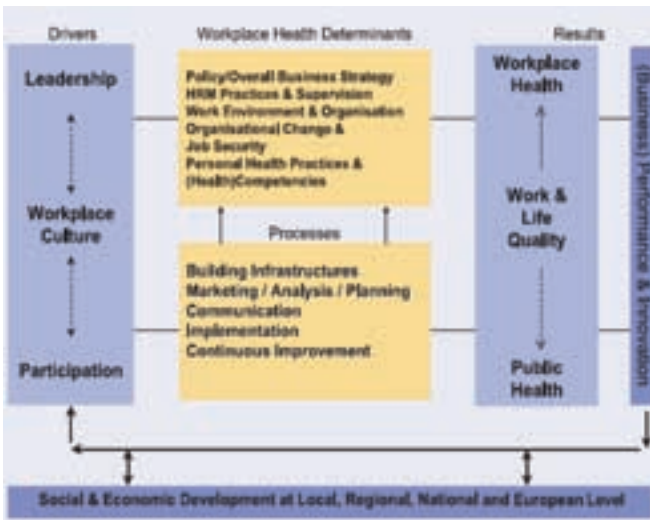 Drivers
Workplace Health Determinants
Results
Leadership
Workplace
Culture
Participation
Policy/Overall Business Strategy
HRM Practices & Supervision
Work Environment & Organisation
Organisational Change &
Job Security
Personal Health Practices &
(Health)Competencies
Processes
Building Infrastructures
Marketing / Analysis / Planning
Communication
Implementation
Continuous Improvement
Workplace
Health
Work &
Life
Quality
Public
Health
(Business) Performance & Innovation
Social & Economic Development at Local, Regional, National and European Level